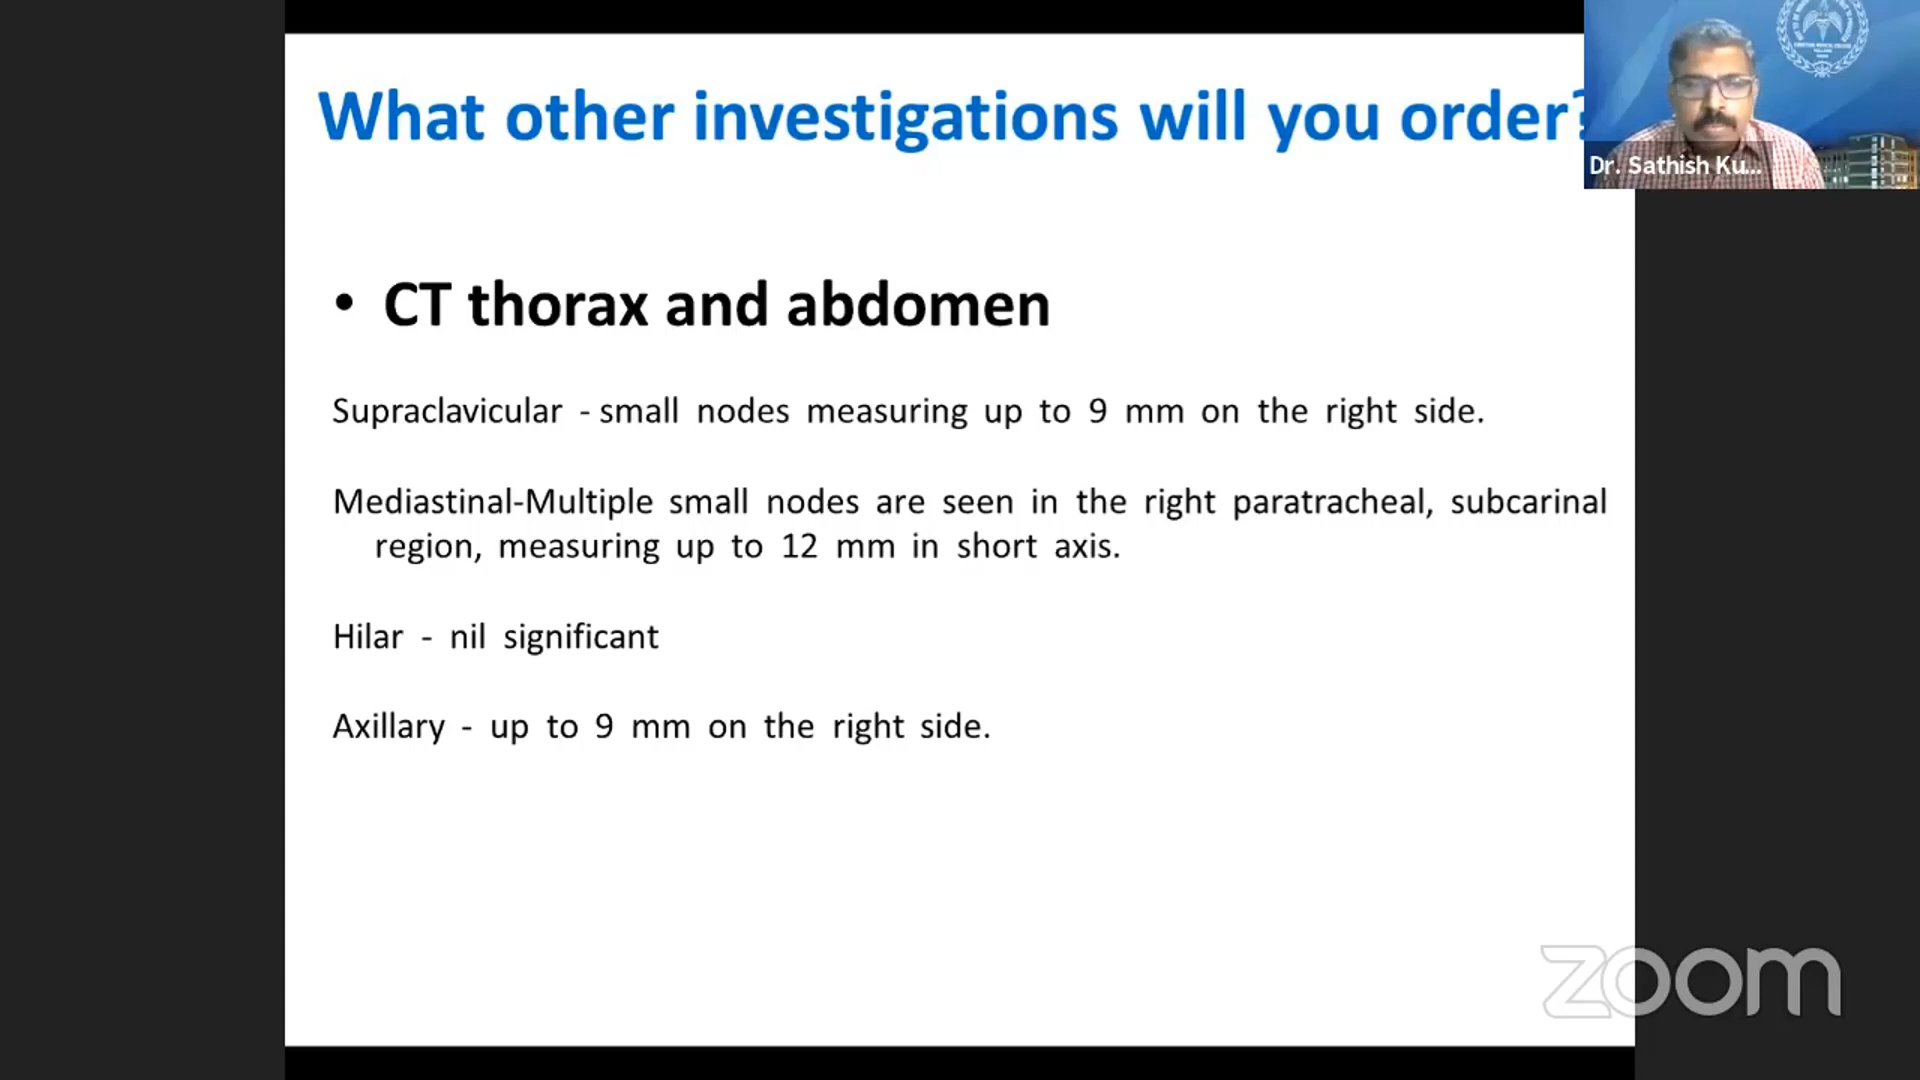 What other investigations will you order?
Dr. Sathish Ku...
• CT thorax and abdomen
Supraclavicular - small nodes measuring up to 9 mm on the right side.
Mediastinal-Multiple small nodes are seen in the right paratracheal, subcarinal
region, measuring up to 12 mm in short axis.
Hilar - nil significant
Axillary - up to 9 mm on the right side.
zoom